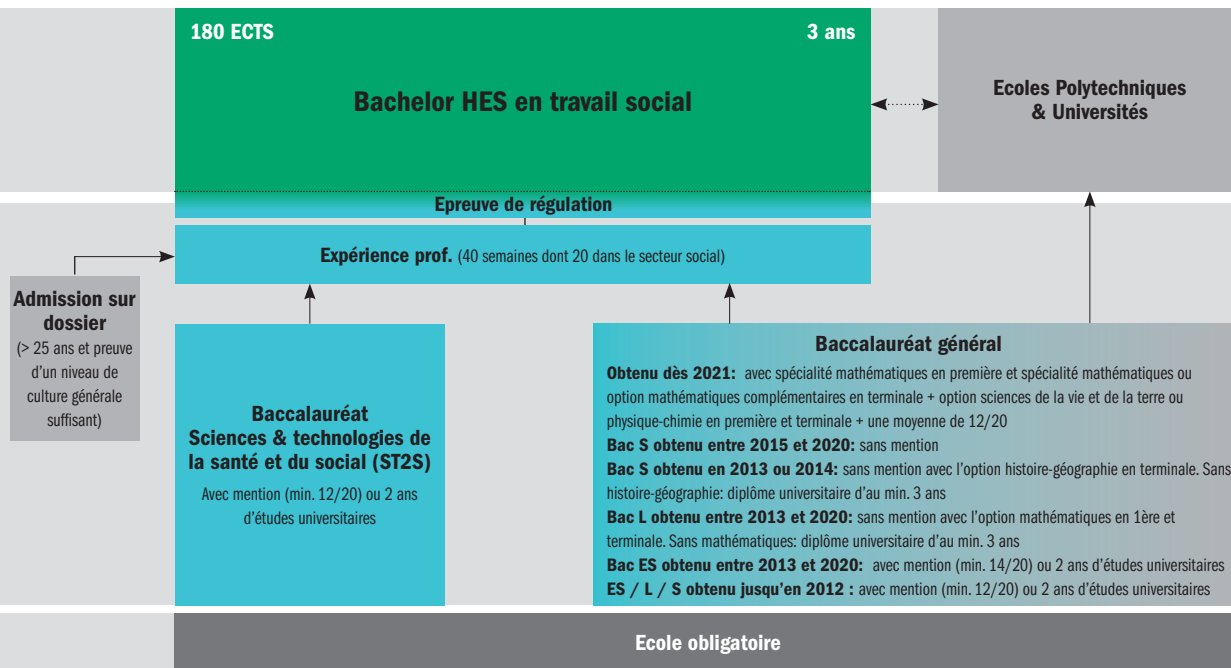 180 ECTS
3 ans
Bachelor HES en travail social
Ecoles Polytechniques
& Universités
Epreuve de régulation
Expérience prof. (40 semaines dont 20 dans le secteur social)
Admission sur
dossier
(> 25 ans et preuve
d'un niveau de
culture générale
suffisant)
Baccalauréat
Sciences & technologies de
la santé et du social (ST2S)
Avec mention (min. 12/20) ou 2 ans
d'études universitaires
Baccalauréat général
Obtenu dès 2021: avec spécialité mathématiques en première et spécialité mathématiques ou
option mathématiques complémentaires en terminale + option sciences de la vie et de la terre ou
physique-chimie en première et terminale + une moyenne de 12/20
Bac S obtenu entre 2015 et 2020: sans mention
Bac S obtenu en 2013 ou 2014: sans mention avec l'option histoire-géographie en terminale. Sans
histoire-géographie: diplôme universitaire d'au min. 3 ans
Bac L obtenu entre 2013 et 2020: sans mention avec l'option mathématiques en 1ère et
terminale. Sans mathématiques: diplôme universitaire d'au min. 3 ans
Bac ES obtenu entre 2013 et 2020: avec mention (min. 14/20) ou 2 ans d'études universitaires
ES / L / S obtenu jusqu'en 2012 : avec mention (min. 12/20) ou 2 ans d'études universitaires
Ecole obligatoire